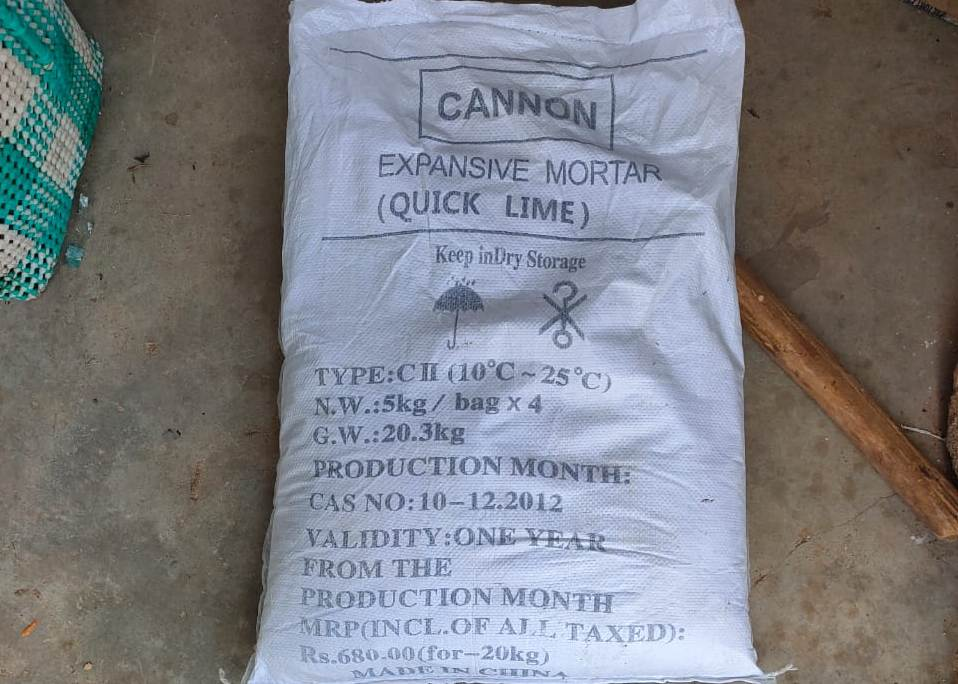 CANNON
EXPANSIVE MORTAR
(QUICK LIME)
Keep inDry Storage
TYPE:C II (10°C ~ 25°C)
N.W.:5kg / bag x 4
G.W.:20.3kg
PRODUCTION MONTH:
CAS NO:10-12.2012
VALIDITY:ONE YEAR
FROM THE
PRODUCTION MONTH
MRP(INCL.OF ALL TAXED):
Rs.680.00(for-20kg)
MADE IN CHINA